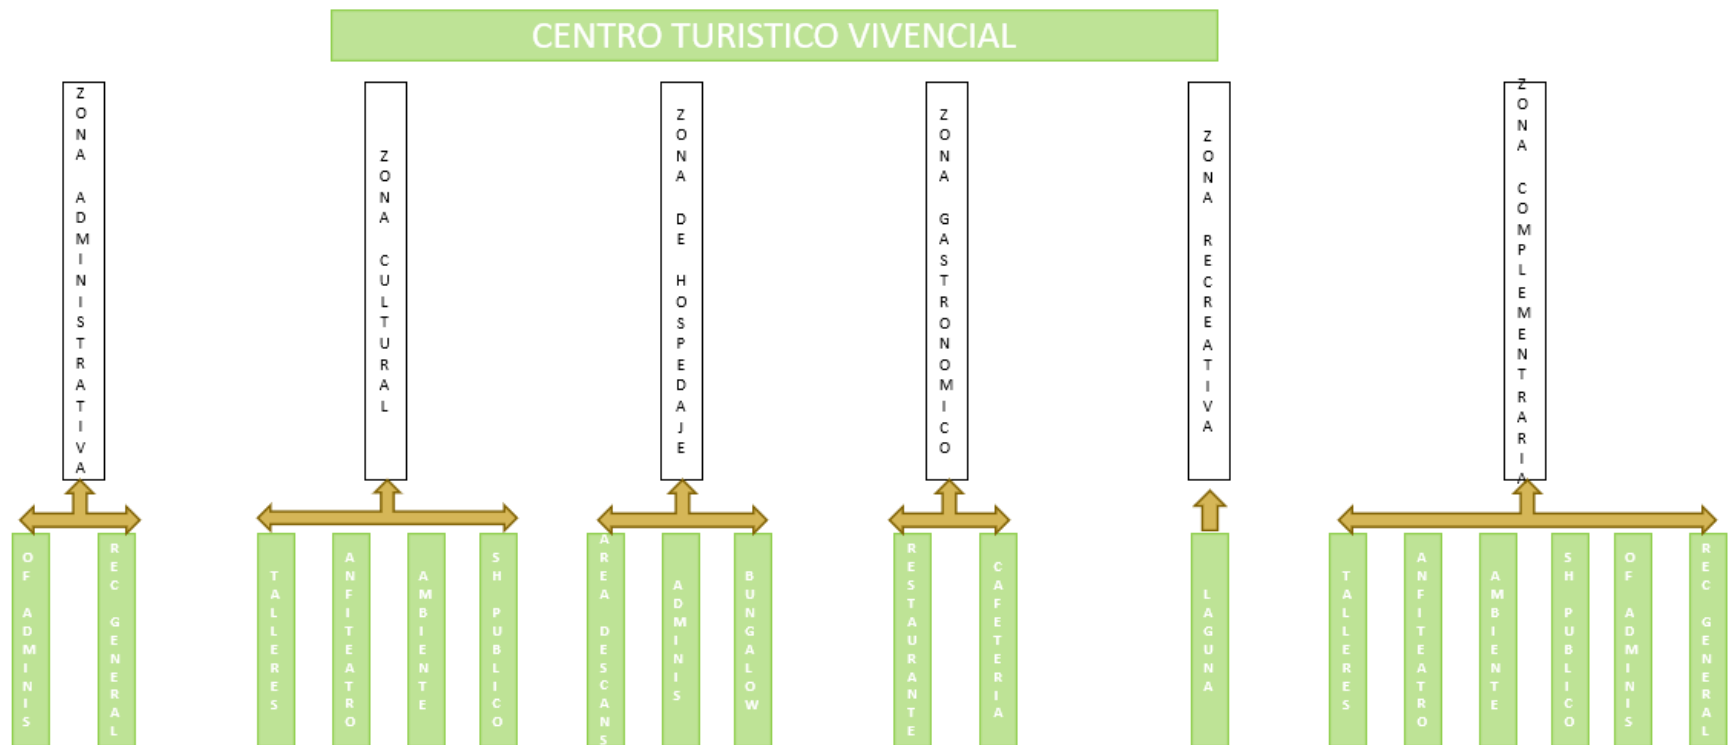 CENTRO TURISTICO VIVENCIAL
ZONA ADMINISTRATIVA
ZONA CULTURAL
ZONA DE HOSPEDAJE
ZONA GASTRONOMICO
ZONA RECREATIVA
ZONA COMPLEMENTRARIA
OF ADMINIS
REC GENERAL
TALLERES
ANFITEATRO
AMBIENTE
SH PUBLICO
AREA DESCANS
ADMINIS
BUNGALOW
RESTAURANTE
CAFETERIA
LAGUNA
TALLERES
ANFITEATRO
AMBIENTE
SH PUBLICO
OF ADMINIS
REC GENERAL